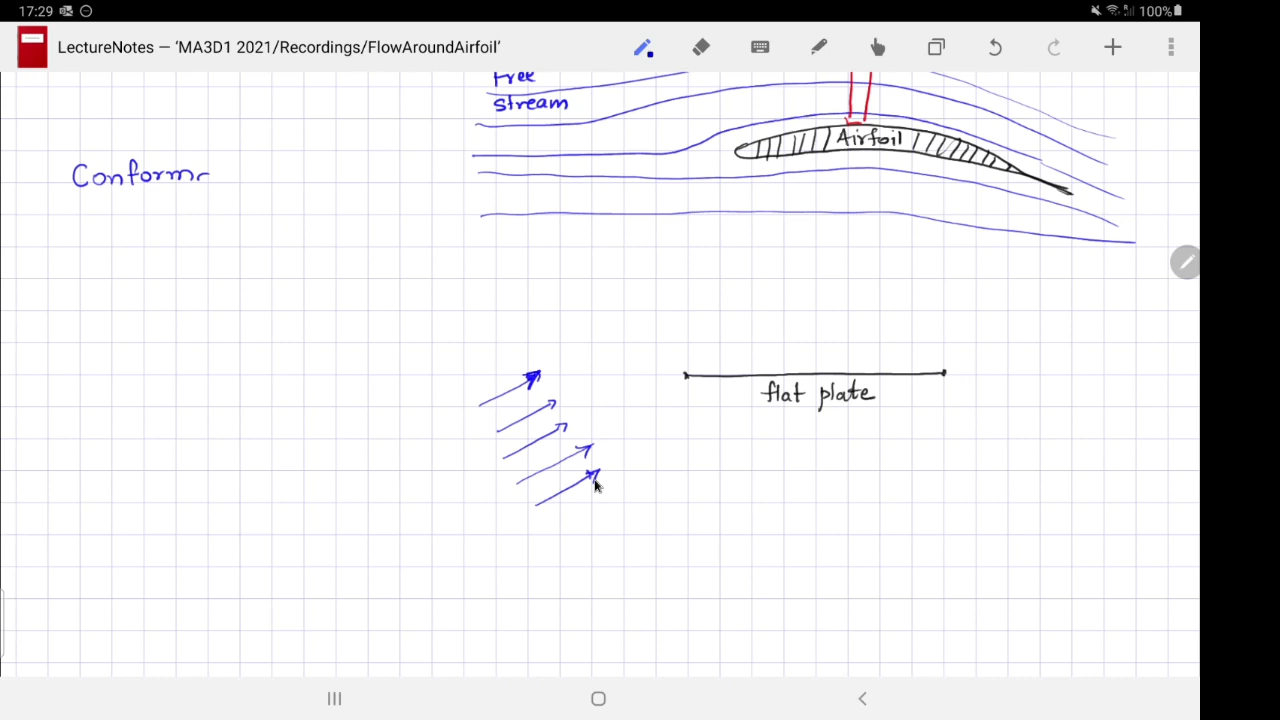 17:29
100%
LectureNotes — ‘MA3D1 2021/Recordings/FlowAroundAirfoil’
Free
Stream
Airfoil
Conform
flat plate